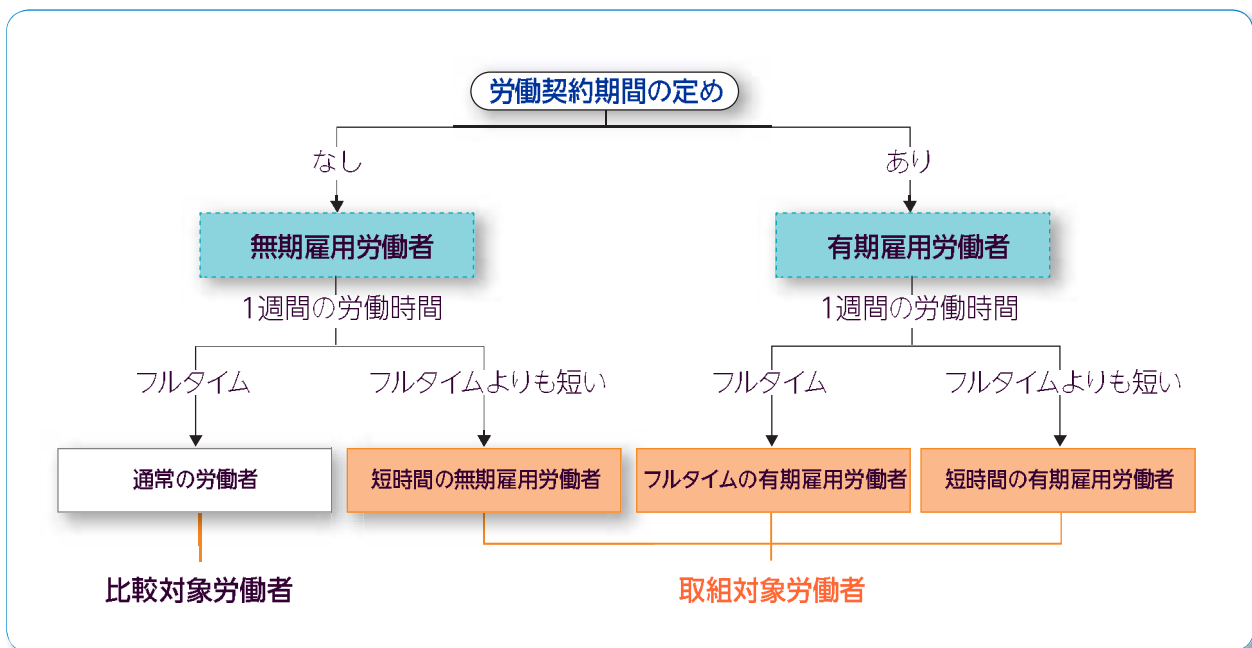 労働契約期間の定め
なし
あり
無期雇用労働者
有期雇用労働者
1週間の労働時間
1週間の労働時間
フルタイム
フルタイムよりも短い
フルタイム
フルタイムよりも短い
通常の労働者
短時間の無期雇用労働者
フルタイムの有期雇用労働者
短時間の有期雇用労働者
比較対象労働者
取組対象労働者